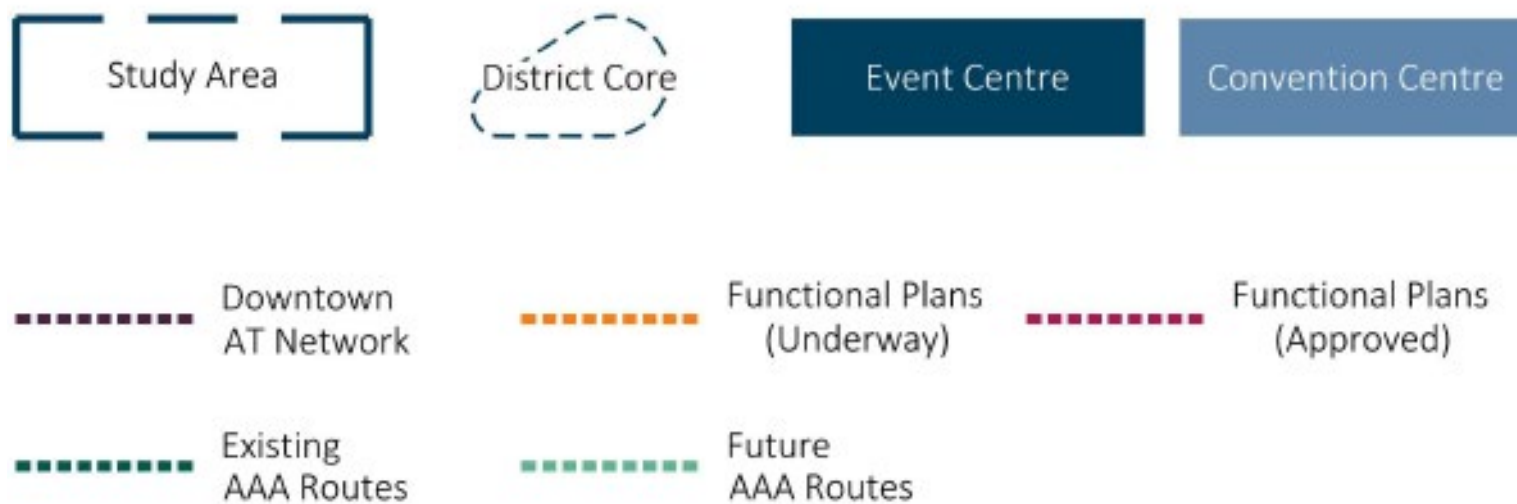 Study Area
District Core
Event Centre
Convention Centre
Downtown
AT Network
Functional Plans
(Underway)
Functional Plans
(Approved)
Existing
AAA Routes
Future
AAA Routes